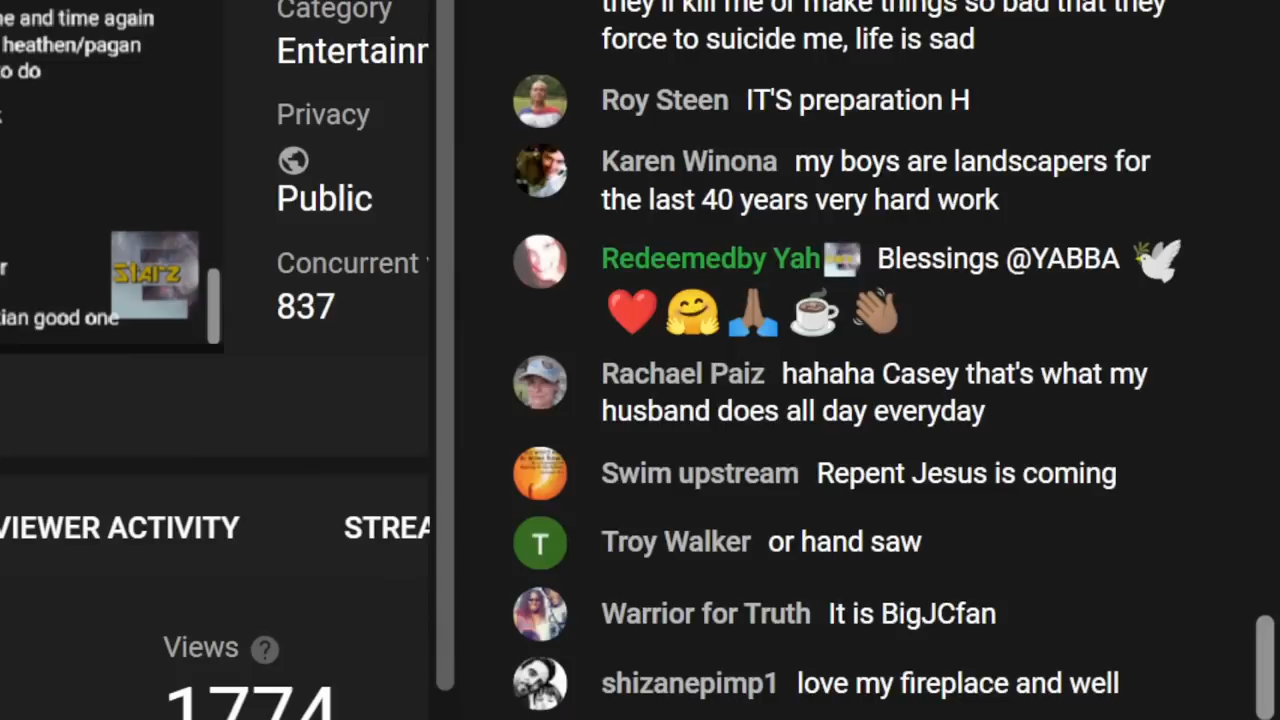 e and time again
heathen/pagan
o do
r
ian good one
STARZ
Category
Entertain
Privacy
Public
Concurrent
837
VIEWER ACTIVITY
STREA
Views ?
1774
they'll kill me or make things so bad that they
force to suicide me, life is sad
Roy Steen IT'S preparation H
Karen Winona my boys are landscapers for
the last 40 years very hard work
Redeemedby Yah Blessings @YABBA 🕊️
❤️🤗🙏🏽☕👋🏽
Rachael Paiz hahaha Casey that's what my
husband does all day everyday
Swim upstream Repent Jesus is coming
T
Troy Walker or hand saw
Warrior for Truth It is BigJCfan
shizanepimp1 love my fireplace and well